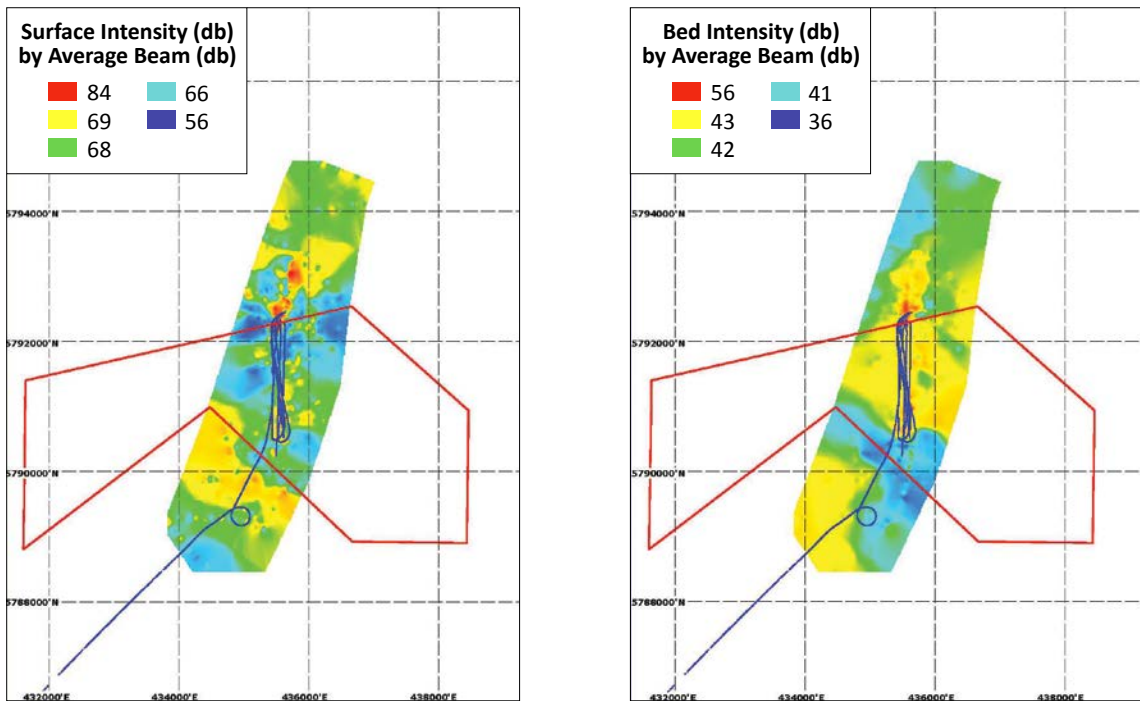 Surface Intensity (db)
by Average Beam (db)
84
66
69
56
68
5794000°N
5792000°N
5790000°N
5788000°N
432000°E
434000°E
436000°E
438000°E
Bed Intensity (db)
by Average Beam (db)
56
41
43
36
42
5794000°N
5792000°N
5790000°N
5788000°N
432000°E
434000°E
436000°E
438000°E